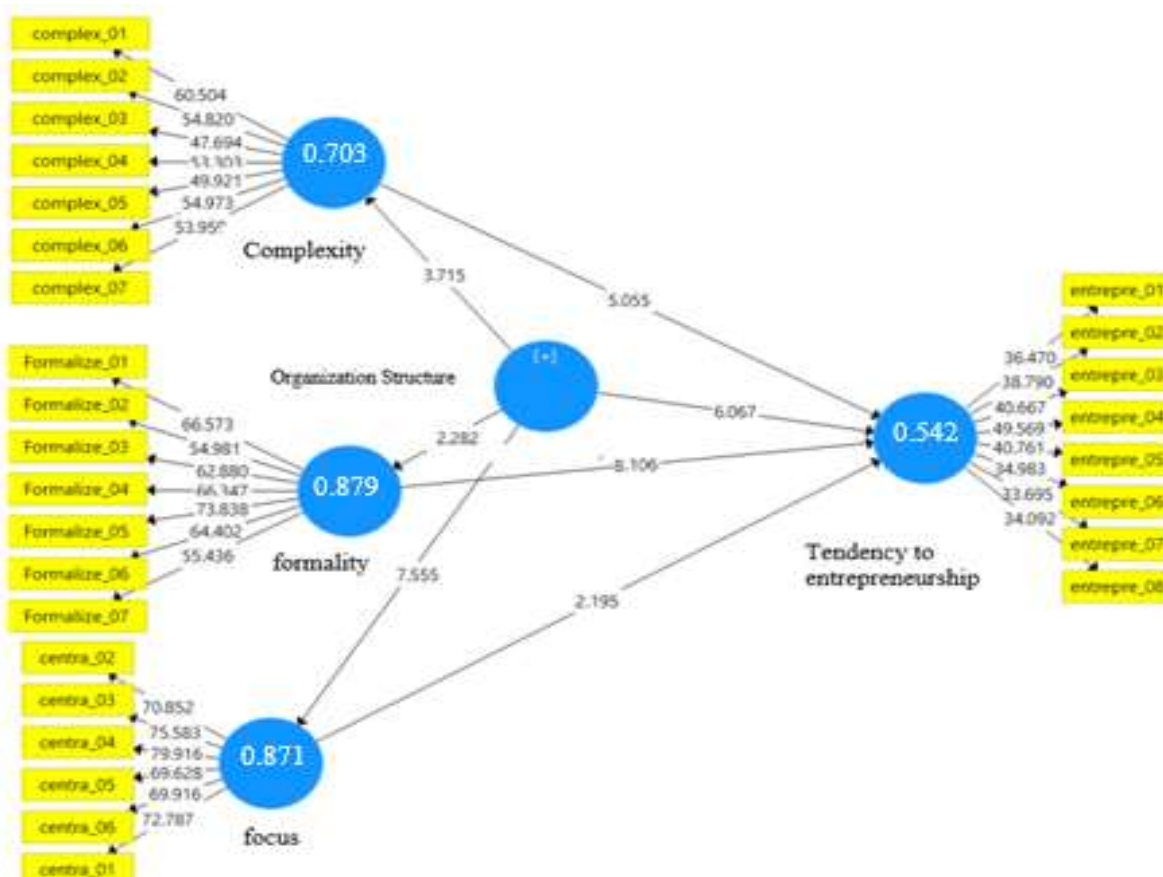 complex_01
complex_02
complex_03
complex_04
complex_05
complex_06
complex_07
60.504
54.820
47.694
53.303
49.921
54.973
0.703
Complexity
3.715
5.055
Formalize_01
Formalize_02
Formalize_03
Formalize_04
Formalize_05
Formalize_06
Formalize_07
66.573
54.981
62.880
66.347
73.838
64.402
55.436
0.879
formality
Organization Structure
[+]
2.282
6.067
8.106
7.555
2.195
centra_02
centra_03
centra_04
centra_05
centra_06
centra_01
70.852
75.583
79.916
69.628
69.916
72.787
0.871
focus
0.542
Tendency to
entrepreneurship
36.470
38.790
40.667
49.569
40.761
34.983
33.695
34.092
entrepre_01
entrepre_02
entrepre_03
entrepre_04
entrepre_05
entrepre_06
entrepre_07
entrepre_08